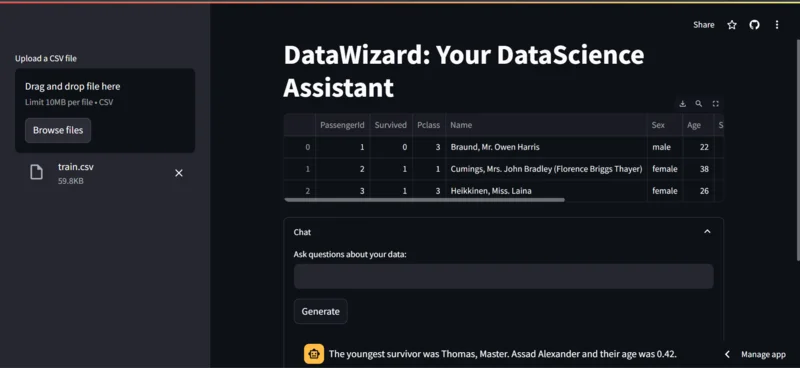 Share
Upload a CSV file
Drag and drop file here
Limit 10MB per file • CSV
Browse files
train.csv
59.8KB
DataWizard: Your DataScience
Assistant
PassengerId Survived Pclass Name Sex Age S
0 1 0 3 Braund, Mr. Owen Harris male 22
1 2 1 1 Cumings, Mrs. John Bradley (Florence Briggs Thayer) female 38
2 3 1 3 Heikkinen, Miss. Laina female 26
Chat
Ask questions about your data:
Generate
The youngest survivor was Thomas, Master. Assad Alexander and their age was 0.42.
Manage app